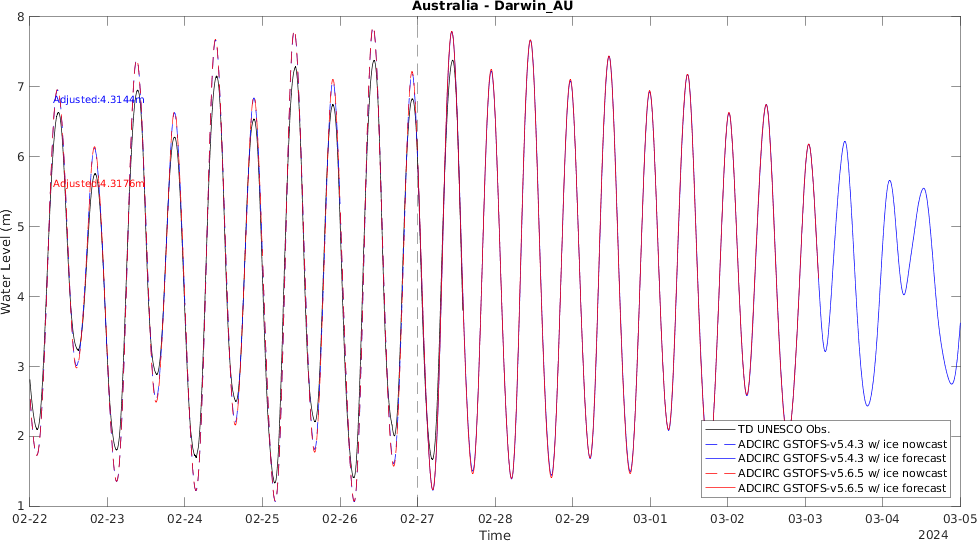 Australia - Darwin_AU
8
7
6
5
4
3
2
1
Water Level (m)
Adjusted:4.3144m
Adjusted:4.3176m
TD UNESCO Obs.
ADCIRC GSTOFS-v5.4.3 w/ ice nowcast
ADCIRC GSTOFS-v5.4.3 w/ ice forecast
ADCIRC GSTOFS-v5.6.5 w/ ice nowcast
ADCIRC GSTOFS-v5.6.5 w/ ice forecast
02-22 02-23 02-24 02-25 02-26 02-27 02-28 02-29 03-01 03-02 03-03 03-04 03-05
Time
2024